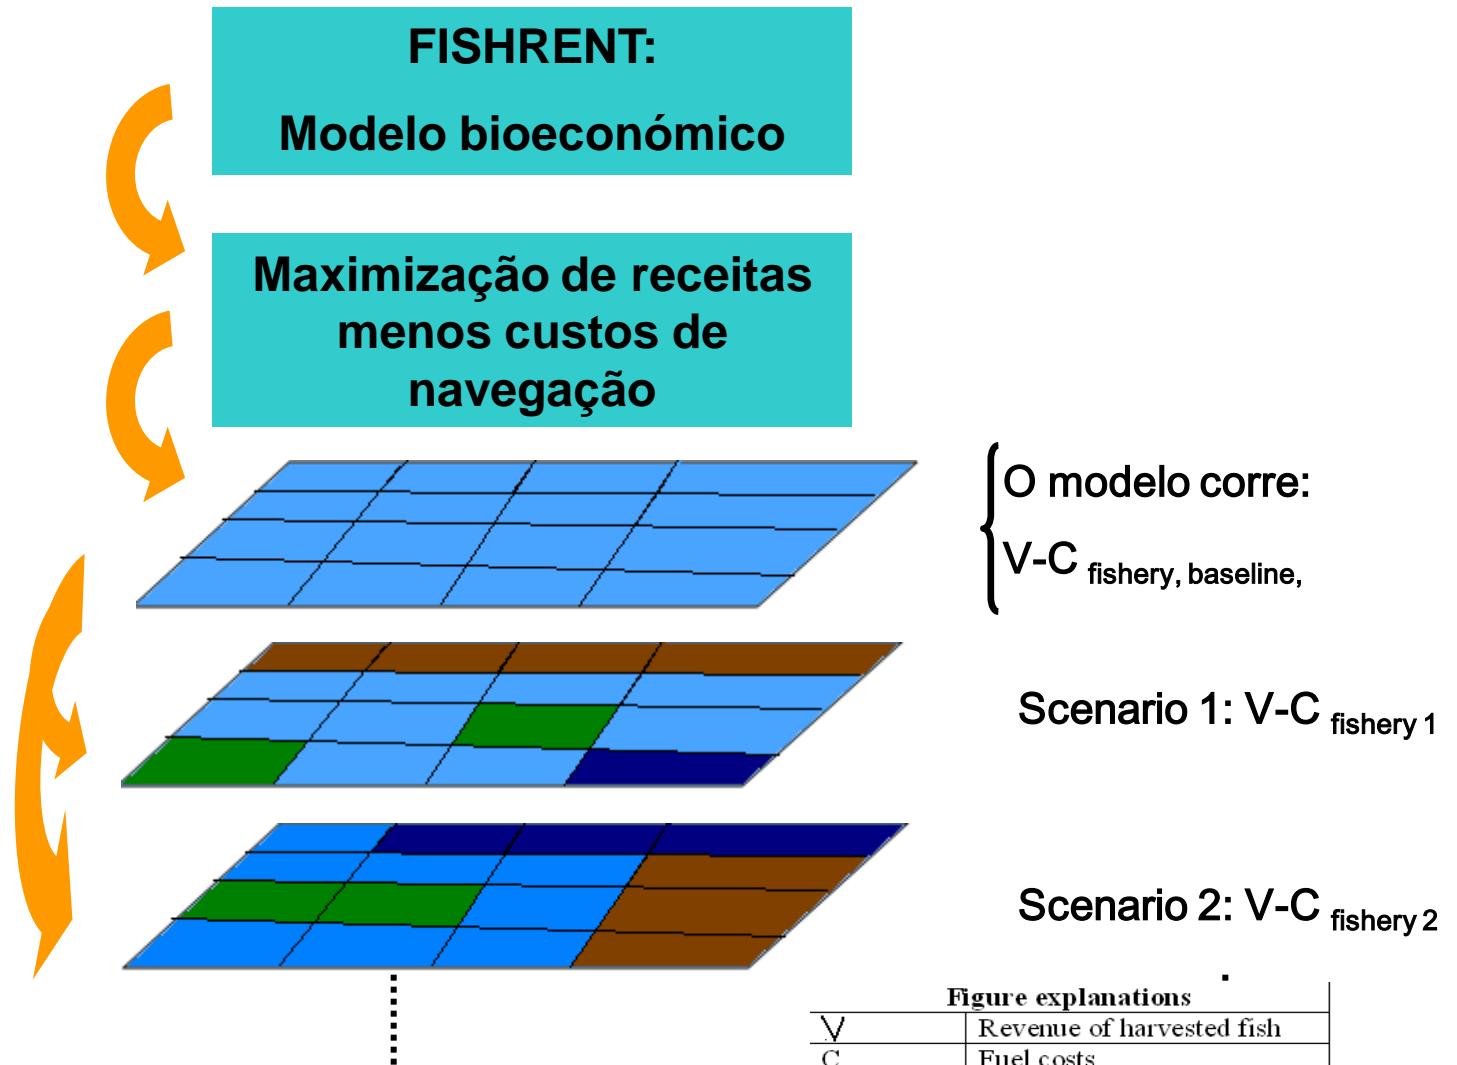 FISHRENT:
Modelo bioeconómico
Maximização de receitas
menos custos de
navegação
O modelo corre:
V-C fishery, baseline,
Scenario 1: V-C fishery 1
Scenario 2: V-C fishery 2
Figure explanations
V Revenue of harvested fish
C Fuel costs